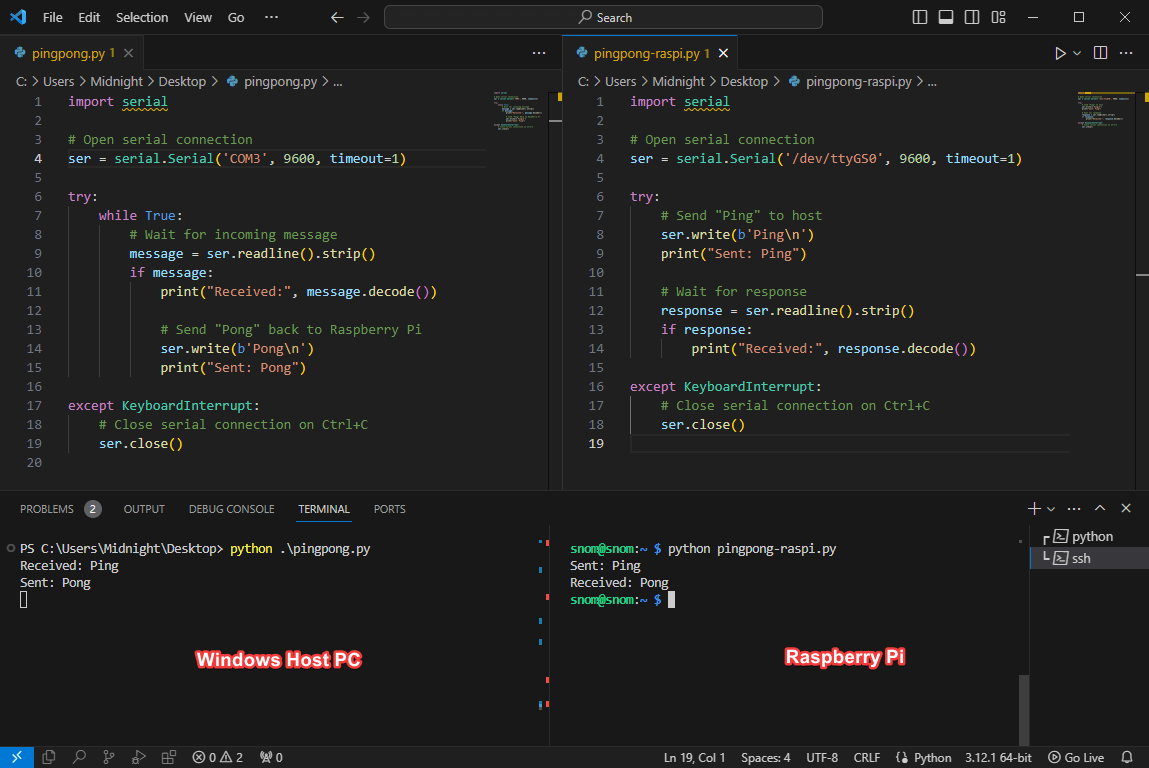 File Edit Selection View Go ··· Search
pingpong.py 1
C: > Users > Midnight > Desktop > pingpong.py > ...
1 import serial
2
3 # Open serial connection
4 ser = serial.Serial('COM3', 9600, timeout=1)
5
6 try:
7 while True:
8 # Wait for incoming message
9 message = ser.readline().strip()
10 if message:
11 print("Received:", message.decode())
12
13 # Send "Pong" back to Raspberry Pi
14 ser.write(b'Pong\n')
15 print("Sent: Pong")
16
17 except KeyboardInterrupt:
18 # Close serial connection on Ctrl+C
19 ser.close()
20
pingpong-raspi.py 1
C: > Users > Midnight > Desktop > pingpong-raspi.py > ...
1 import serial
2
3 # Open serial connection
4 ser = serial.Serial('/dev/ttyGS0', 9600, timeout=1)
5
6 try:
7 # Send "Ping" to host
8 ser.write(b'Ping\n')
9 print("Sent: Ping")
10
11 # Wait for response
12 response = ser.readline().strip()
13 if response:
14 print("Received:", response.decode())
15
16 except KeyboardInterrupt:
17 # Close serial connection on Ctrl+C
18 ser.close()
19
PROBLEMS 2 OUTPUT DEBUG CONSOLE TERMINAL PORTS
PS C:\Users\Midnight\Desktop> python .\pingpong.py
Received: Ping
Sent: Pong
Windows Host PC
snom@snom:~ $ python pingpong-raspi.py
Sent: Ping
Received: Pong
snom@snom:~ $
Raspberry Pi
python
ssh
0 2 0 Ln 19, Col 1 Spaces: 4 UTF-8 CRLF Python 3.12.1 64-bit Go Live